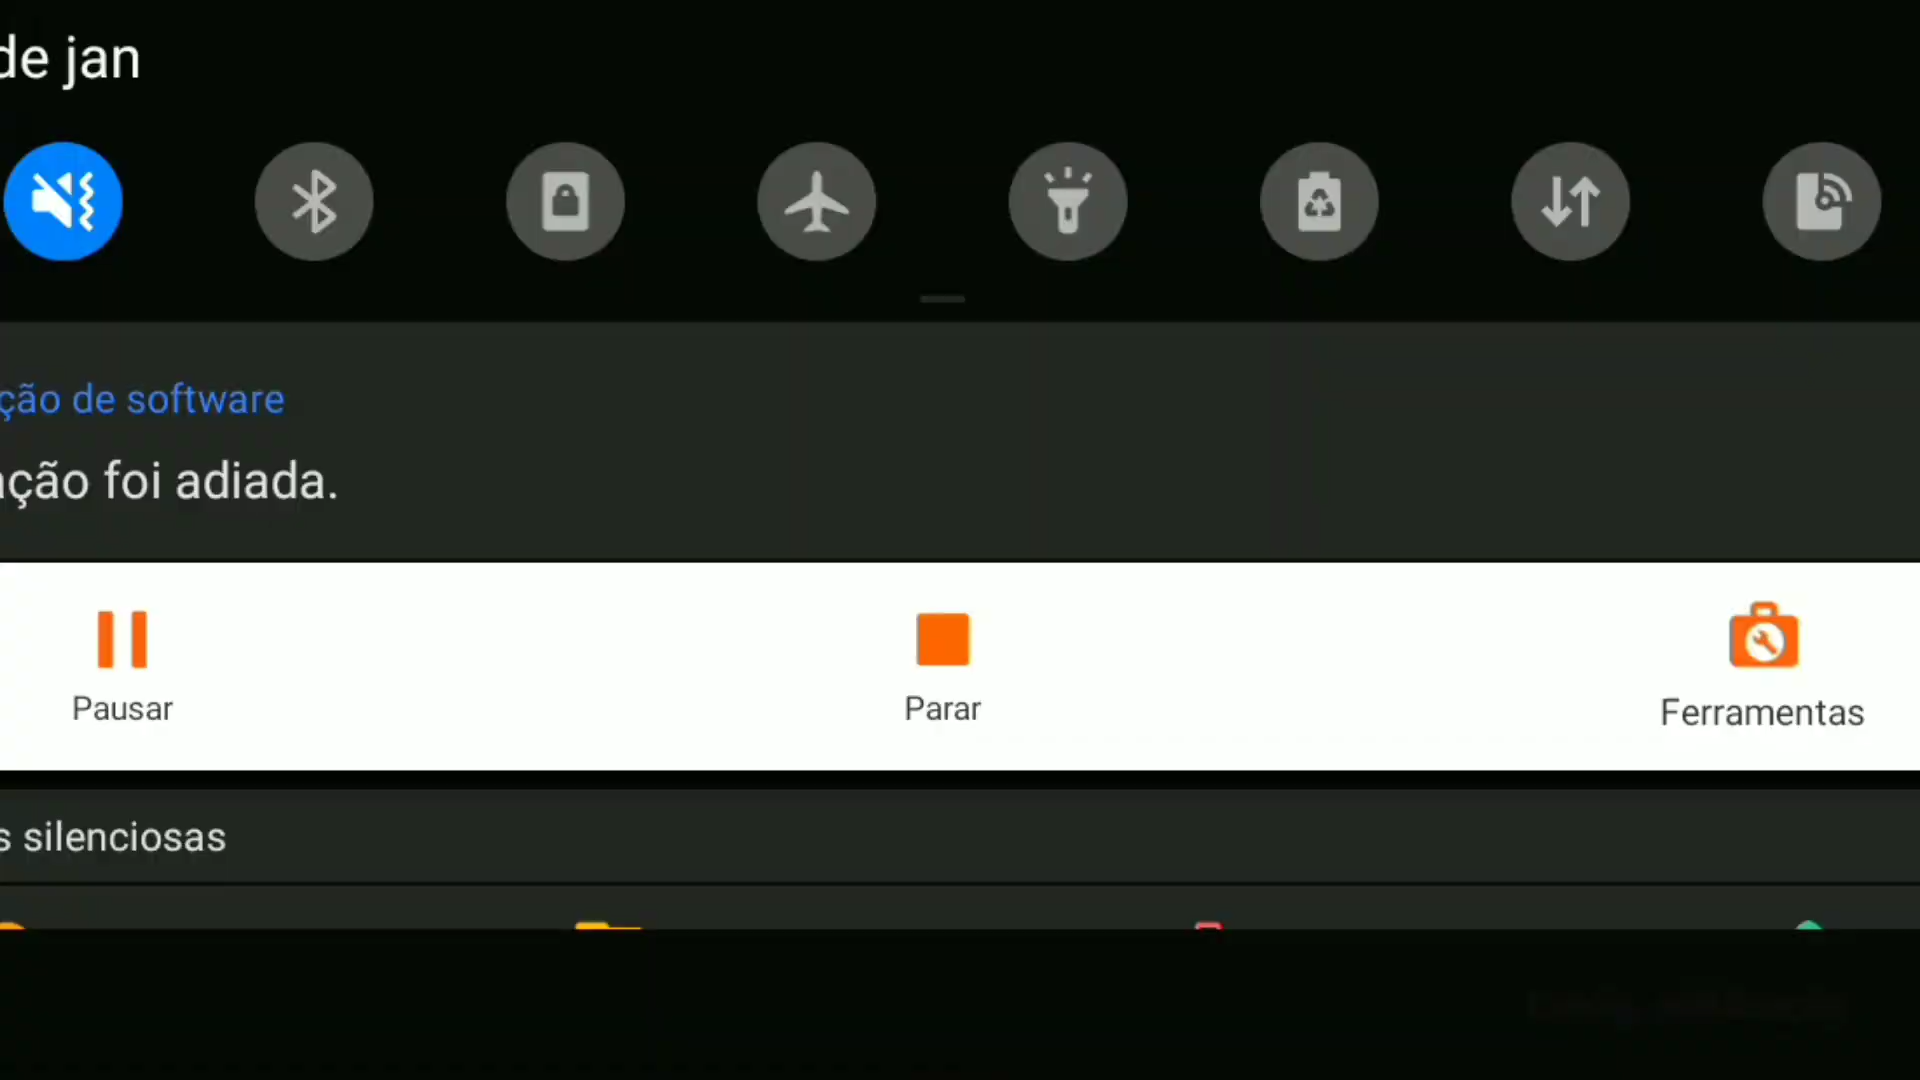 de jan
ção de software
ção foi adiada.
Pausar
Parar
Ferramentas
s silenciosas